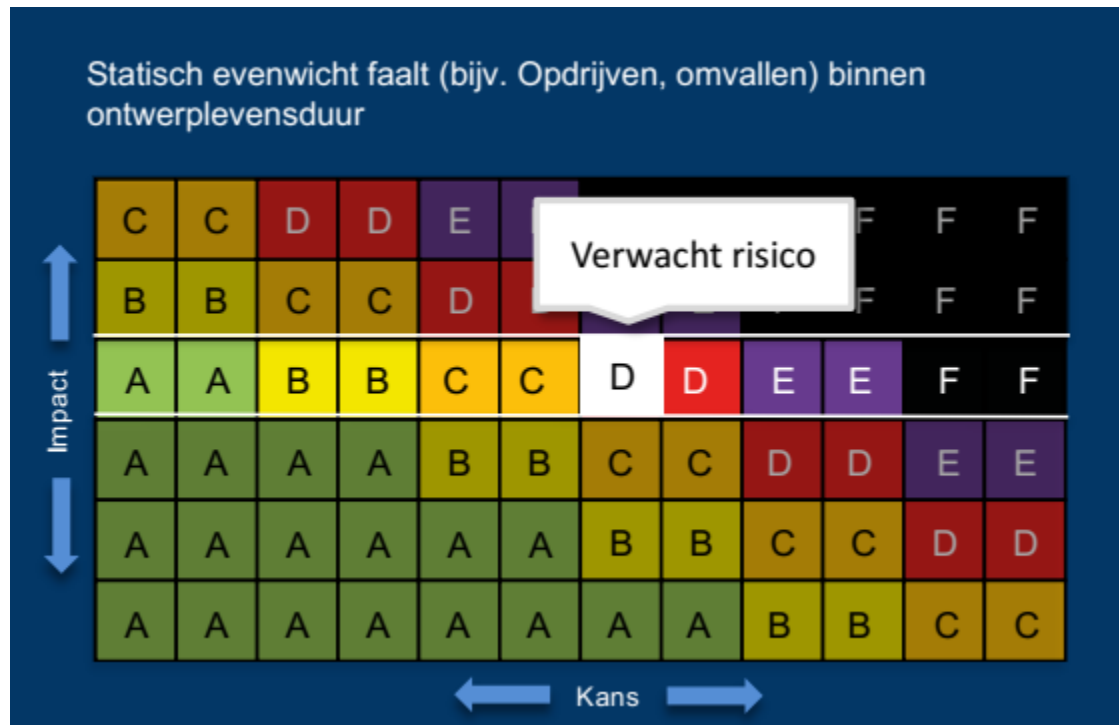 Statisch evenwicht faalt (bijv. Opdrijven, omvallen) binnen
ontwerplevensduur
C C D D E F F F
Verwacht risico
B B C C D F F F
A A B B C C D D E E F F
Impact
A A A A B B C C D D E E
A A A A A A B B C C D D
A A A A A A A A B B C C
Kans